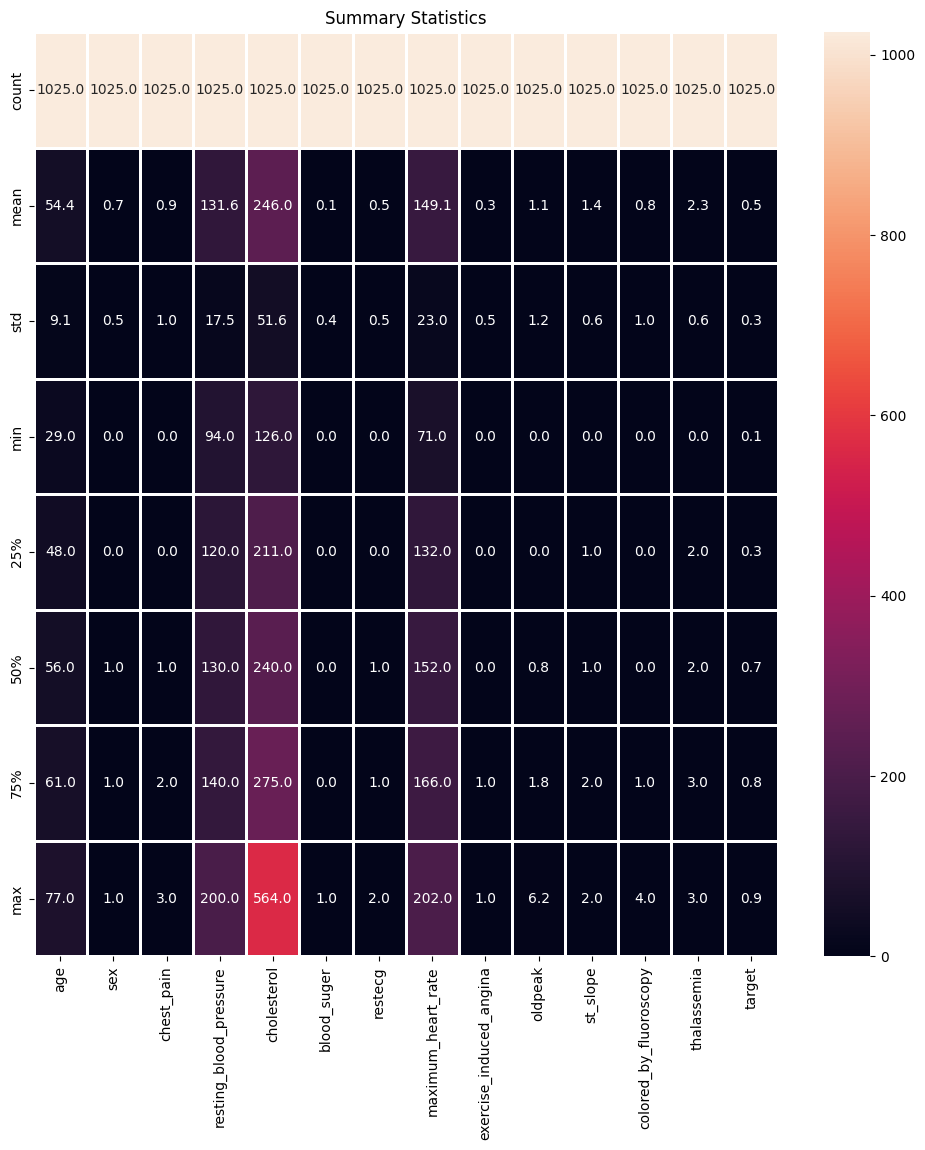 Summary Statistics
count 1025.0 1025.0 1025.0 1025.0 1025.0 1025.0 1025.0 1025.0 1025.0 1025.0 1025.0 1025.0 1025.0 1025.0
mean 54.4 0.7 0.9 131.6 246.0 0.1 0.5 149.1 0.3 1.1 1.4 0.8 2.3 0.5
std 9.1 0.5 1.0 17.5 51.6 0.4 0.5 23.0 0.5 1.2 0.6 1.0 0.6 0.3
min 29.0 0.0 0.0 94.0 126.0 0.0 0.0 71.0 0.0 0.0 0.0 0.0 0.0 0.1
25% 48.0 0.0 0.0 120.0 211.0 0.0 0.0 132.0 0.0 0.0 1.0 0.0 2.0 0.3
50% 56.0 1.0 1.0 130.0 240.0 0.0 1.0 152.0 0.0 0.8 1.0 0.0 2.0 0.7
75% 61.0 1.0 2.0 140.0 275.0 0.0 1.0 166.0 1.0 1.8 2.0 1.0 3.0 0.8
max 77.0 1.0 3.0 200.0 564.0 1.0 2.0 202.0 1.0 6.2 2.0 4.0 3.0 0.9
age
sex
chest_pain
resting_blood_pressure
cholesterol
blood_suger
restecg
maximum_heart_rate
exercise_induced_angina
oldpeak
st_slope
colored_by_fluoroscopy
thalassemia
target
1000
800
600
400
200
0